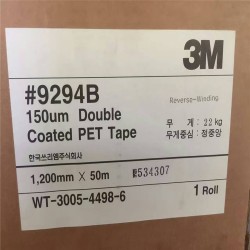 3M
#9294B
Reverse-Winding
150um Double
Coated PET Tape
무 게: 22 kg
무게중심: 정중앙
한국쓰리엠주식회사
1,200mm X 50m
534307
1 Roll
WT-3005-4498-6